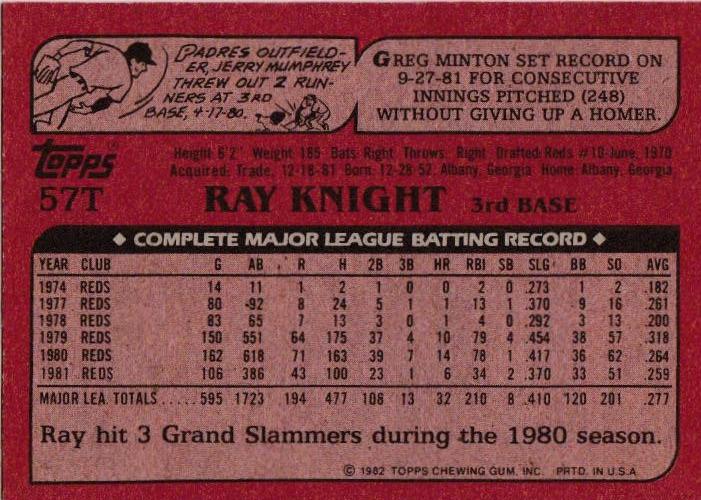 PADRES OUTFIELD-
ER, JERRY MUMPHREY
THREW OUT 2 RUN-
NERS AT 3RD
BASE, 4-17-80.
GREG MINTON SET RECORD ON
9-27-81 FOR CONSECUTIVE
INNINGS PITCHED (248)
WITHOUT GIVING UP A HOMER.
Topps®
57T
Height 6'2" Weight 185 Bats Right Throws Right Drafted Reds #10-June, 1970
Acquired: Trade, 12-18-81 Born 12-28-52, Albany, Georgia Home Albany, Georgia
RAY KNIGHT 3rd BASE
◆ COMPLETE MAJOR LEAGUE BATTING RECORD ◆
YEAR CLUB G AB R H 2B 3B HR RBI SB SLG BB SO AVG
1974 REDS 14 11 1 2 1 0 0 2 0 .273 1 2 .182
1977 REDS 80 92 8 24 5 1 1 13 1 .370 9 16 .261
1978 REDS 83 65 7 13 3 0 1 4 0 .292 3 13 .200
1979 REDS 150 551 64 175 37 4 10 79 4 .454 38 57 .318
1980 REDS 162 618 71 163 39 7 14 78 1 .417 36 62 .264
1981 REDS 106 386 43 100 23 1 6 34 2 .370 33 51 .259
MAJOR LEA. TOTALS .....595 1723 194 477 108 13 32 210 8 .410 120 201 .277
Ray hit 3 Grand Slammers during the 1980 season.
© 1982 TOPPS CHEWING GUM, INC. PRTD. IN U.S.A.